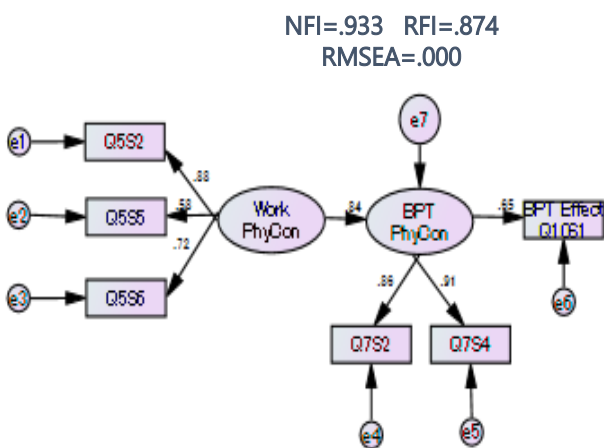 NFI=.933 RFI=.874
RMSEA=.000
e7
e1
Q5S2
.88
e2
Q5S5
.58
Work
PhyCon
.84
BPT
PhyCon
.65
BPT Effect
Q10S1
.72
e3
Q5S6
.86
.91
e6
Q7S2
Q7S4
e4
e5